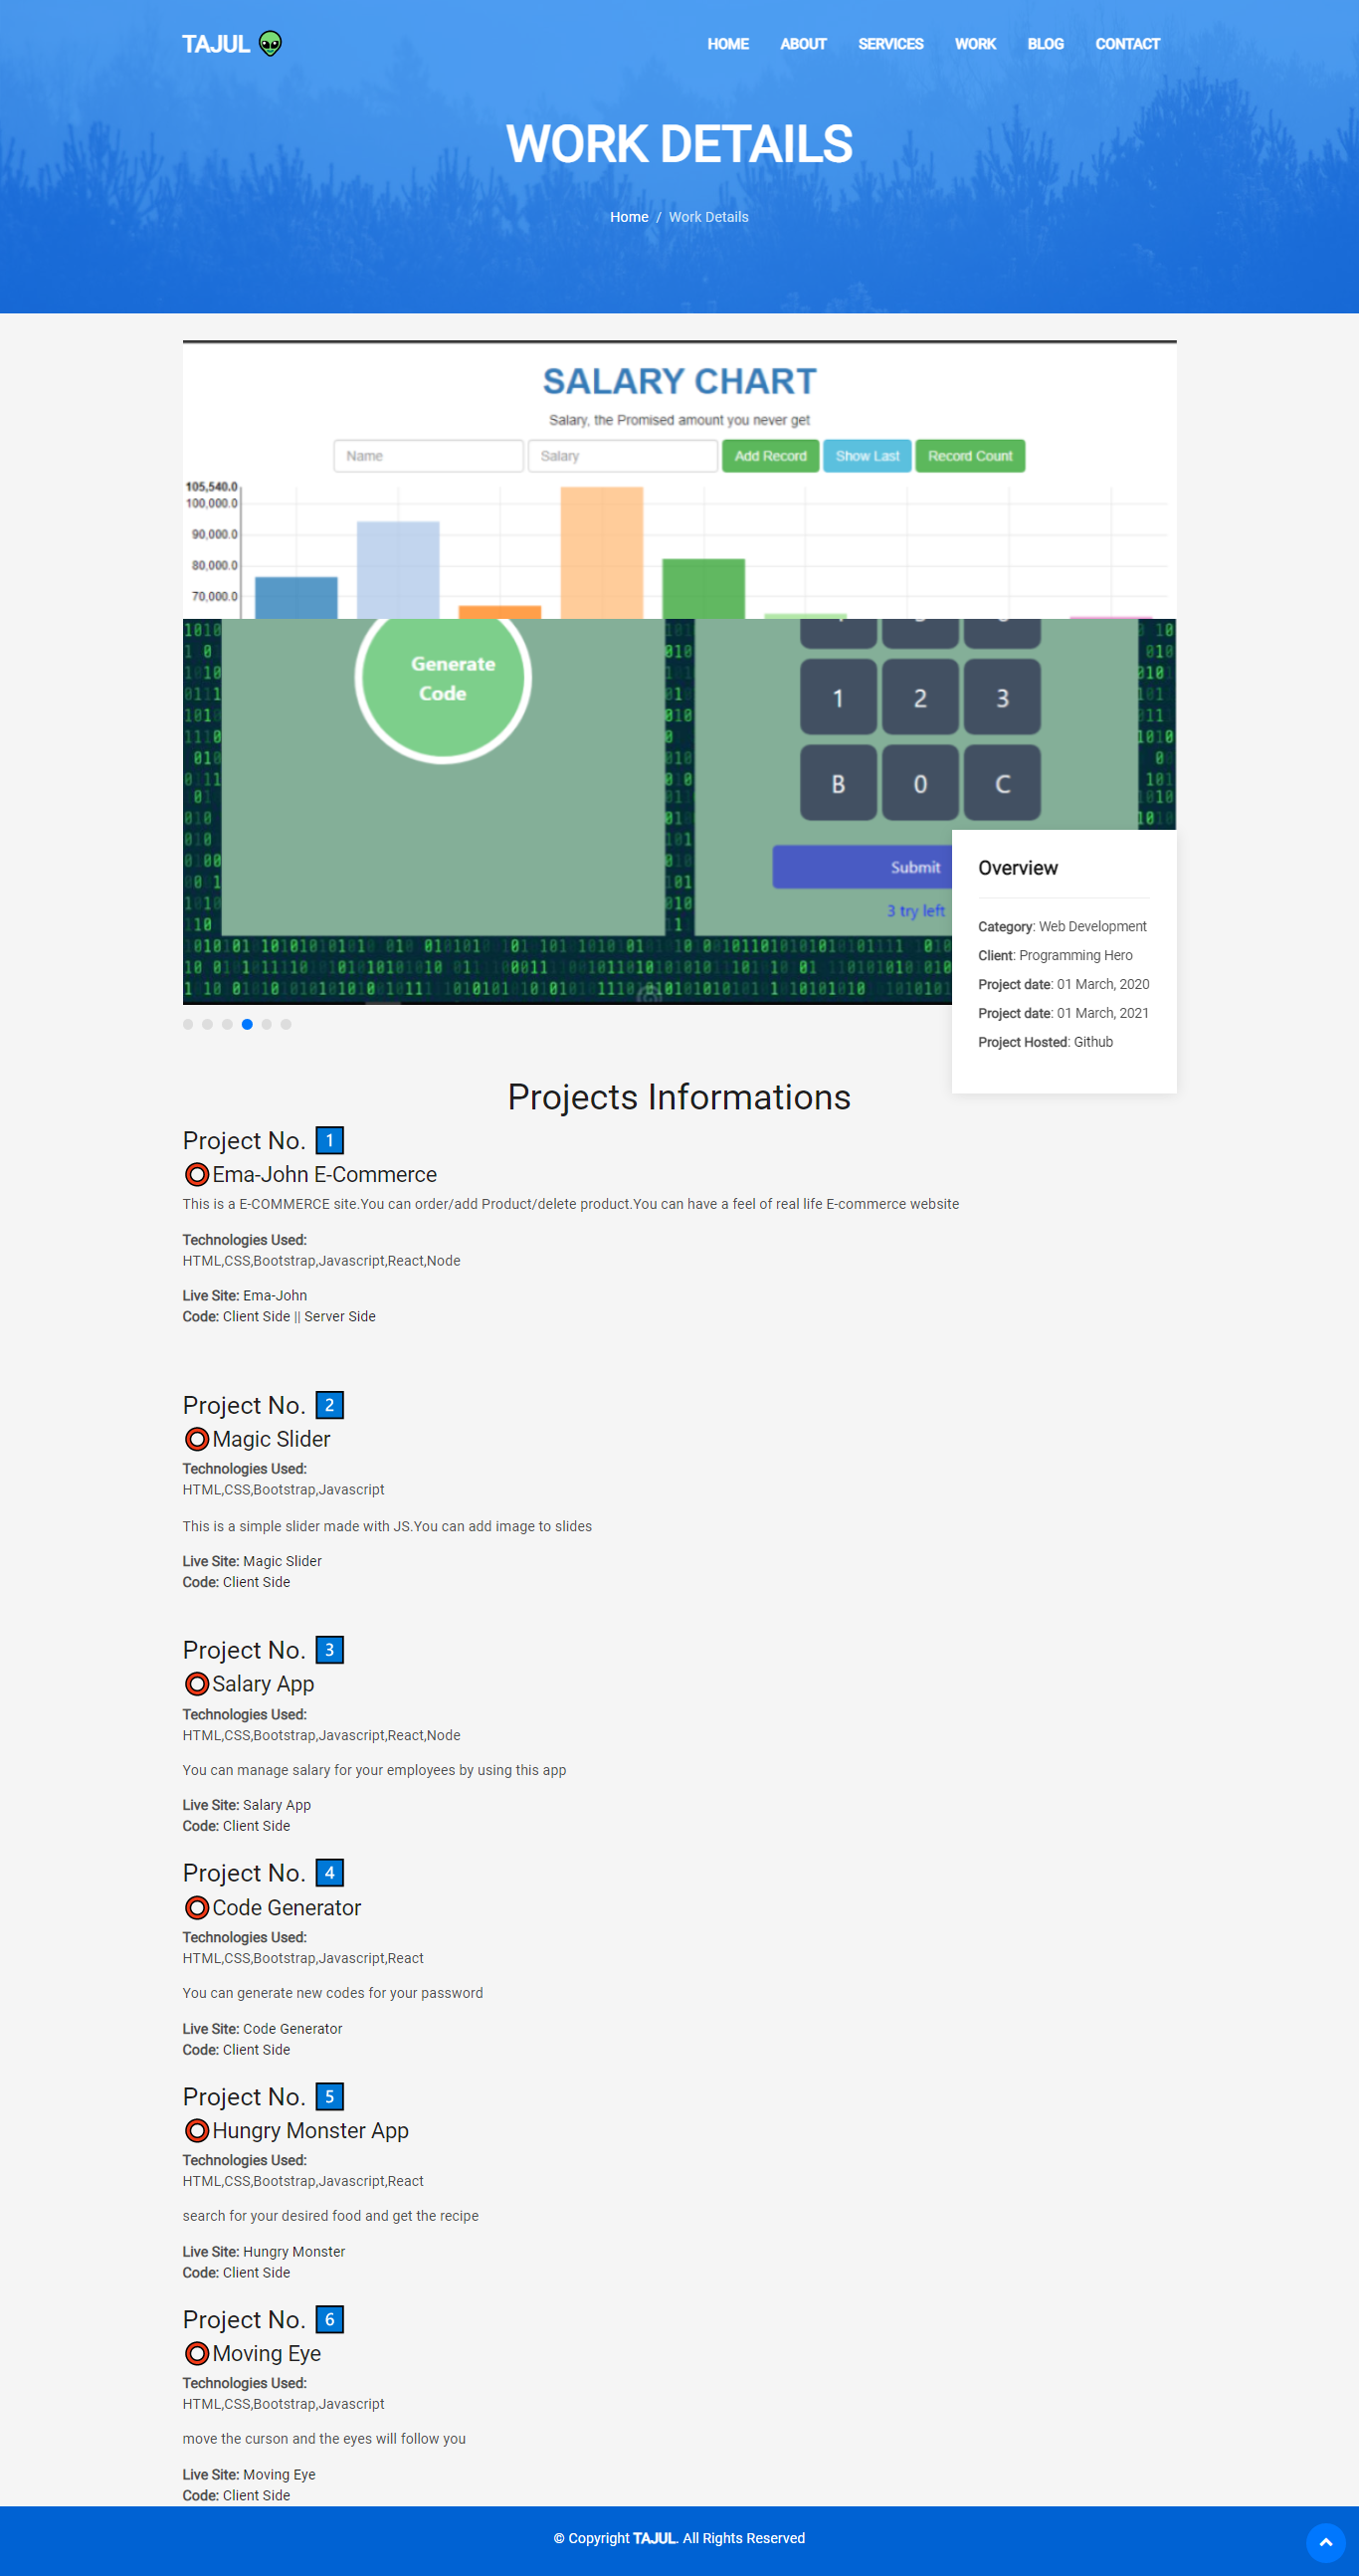 TAJUL
HOME ABOUT SERVICES WORK BLOG CONTACT
WORK DETAILS
Home / Work Details
SALARY CHART
Salary, the Promised amount you never get
Name Salary Add Record Show Last Record Count
105,540.0
100,000.0
90,000.0
80,000.0
70,000.0
Generate
Code
1 2 3
B 0 C
Submit
3 try left
Overview
Category: Web Development
Client: Programming Hero
Project date: 01 March, 2020
Project date: 01 March, 2021
Project Hosted: Github
Projects Informations
Project No. 1
Ema-John E-Commerce
This is a E-COMMERCE site.You can order/add Product/delete product.You can have a feel of real life E-commerce website
Technologies Used:
HTML,CSS,Bootstrap,Javascript,React,Node
Live Site: Ema-John
Code: Client Side || Server Side
Project No. 2
Magic Slider
Technologies Used:
HTML,CSS,Bootstrap,Javascript
This is a simple slider made with JS.You can add image to slides
Live Site: Magic Slider
Code: Client Side
Project No. 3
Salary App
Technologies Used:
HTML,CSS,Bootstrap,Javascript,React,Node
You can manage salary for your employees by using this app
Live Site: Salary App
Code: Client Side
Project No. 4
Code Generator
Technologies Used:
HTML,CSS,Bootstrap,Javascript,React
You can generate new codes for your password
Live Site: Code Generator
Code: Client Side
Project No. 5
Hungry Monster App
Technologies Used:
HTML,CSS,Bootstrap,Javascript,React
search for your desired food and get the recipe
Live Site: Hungry Monster
Code: Client Side
Project No. 6
Moving Eye
Technologies Used:
HTML,CSS,Bootstrap,Javascript
move the curson and the eyes will follow you
Live Site: Moving Eye
Code: Client Side
© Copyright TAJUL. All Rights Reserved